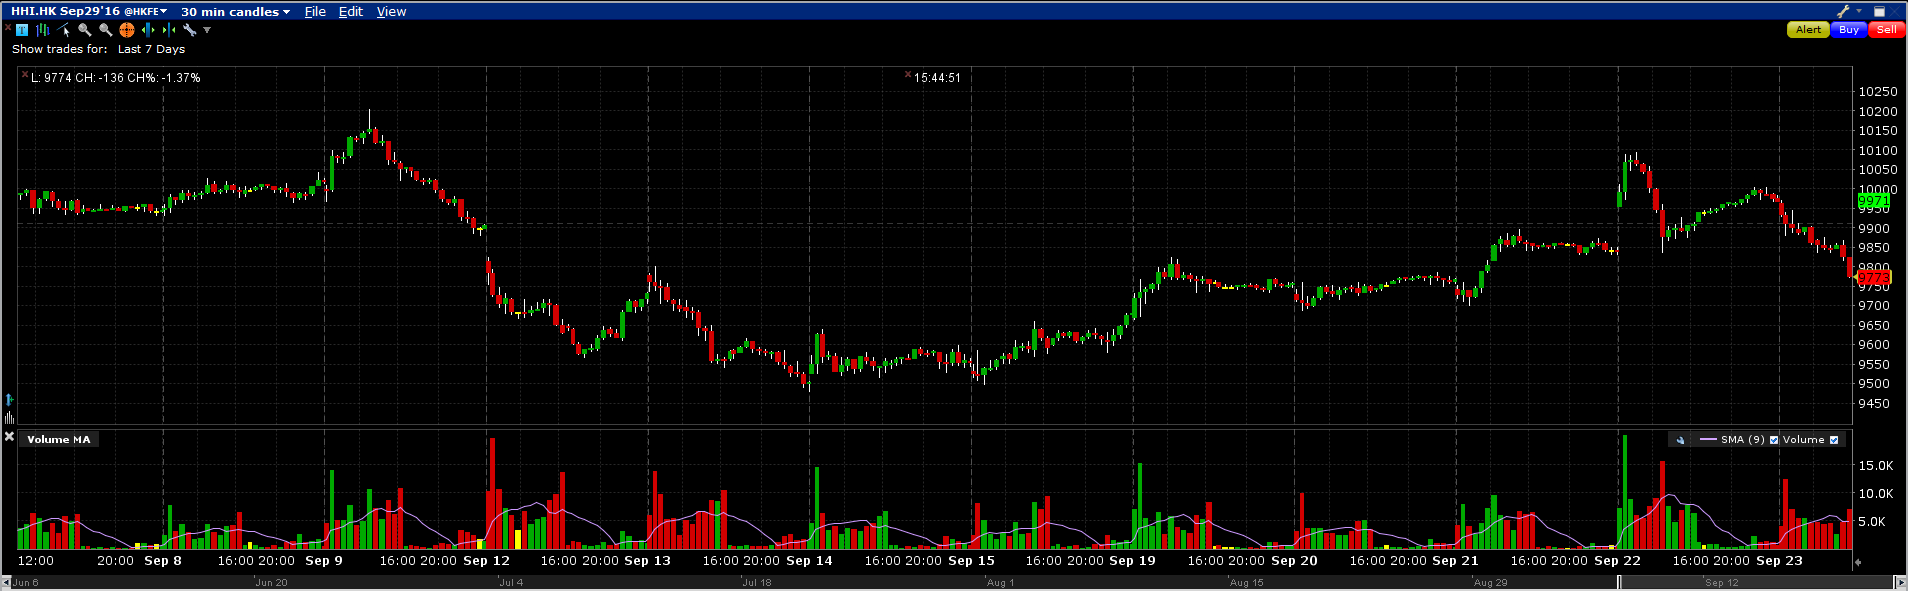 HHI.HK Sep29'16 @HKFE 30 min candles File Edit View
Alert Buy Sell
Show trades for: Last 7 Days
L: 9774 CH: -136 CH%: -1.37% 15:44:51
10250
10200
10150
10100
10050
10000
9971
9950
9900
9850
9800
9773
9750
9700
9650
9600
9550
9500
9450
Volume MA SMA (9) Volume
15.0K
10.0K
5.0K
12:00 20:00 Sep 8 16:00 20:00 Sep 9 16:00 20:00 Sep 12 16:00 20:00 Sep 13 16:00 20:00 Sep 14 16:00 20:00 Sep 15 16:00 20:00 Sep 19 16:00 20:00 Sep 20 16:00 20:00 Sep 21 16:00 20:00 Sep 22 16:00 20:00 Sep 23
Jun 6 Jun 20 Jul 4 Jul 18 Aug 1 Aug 15 Aug 29 Sep 12